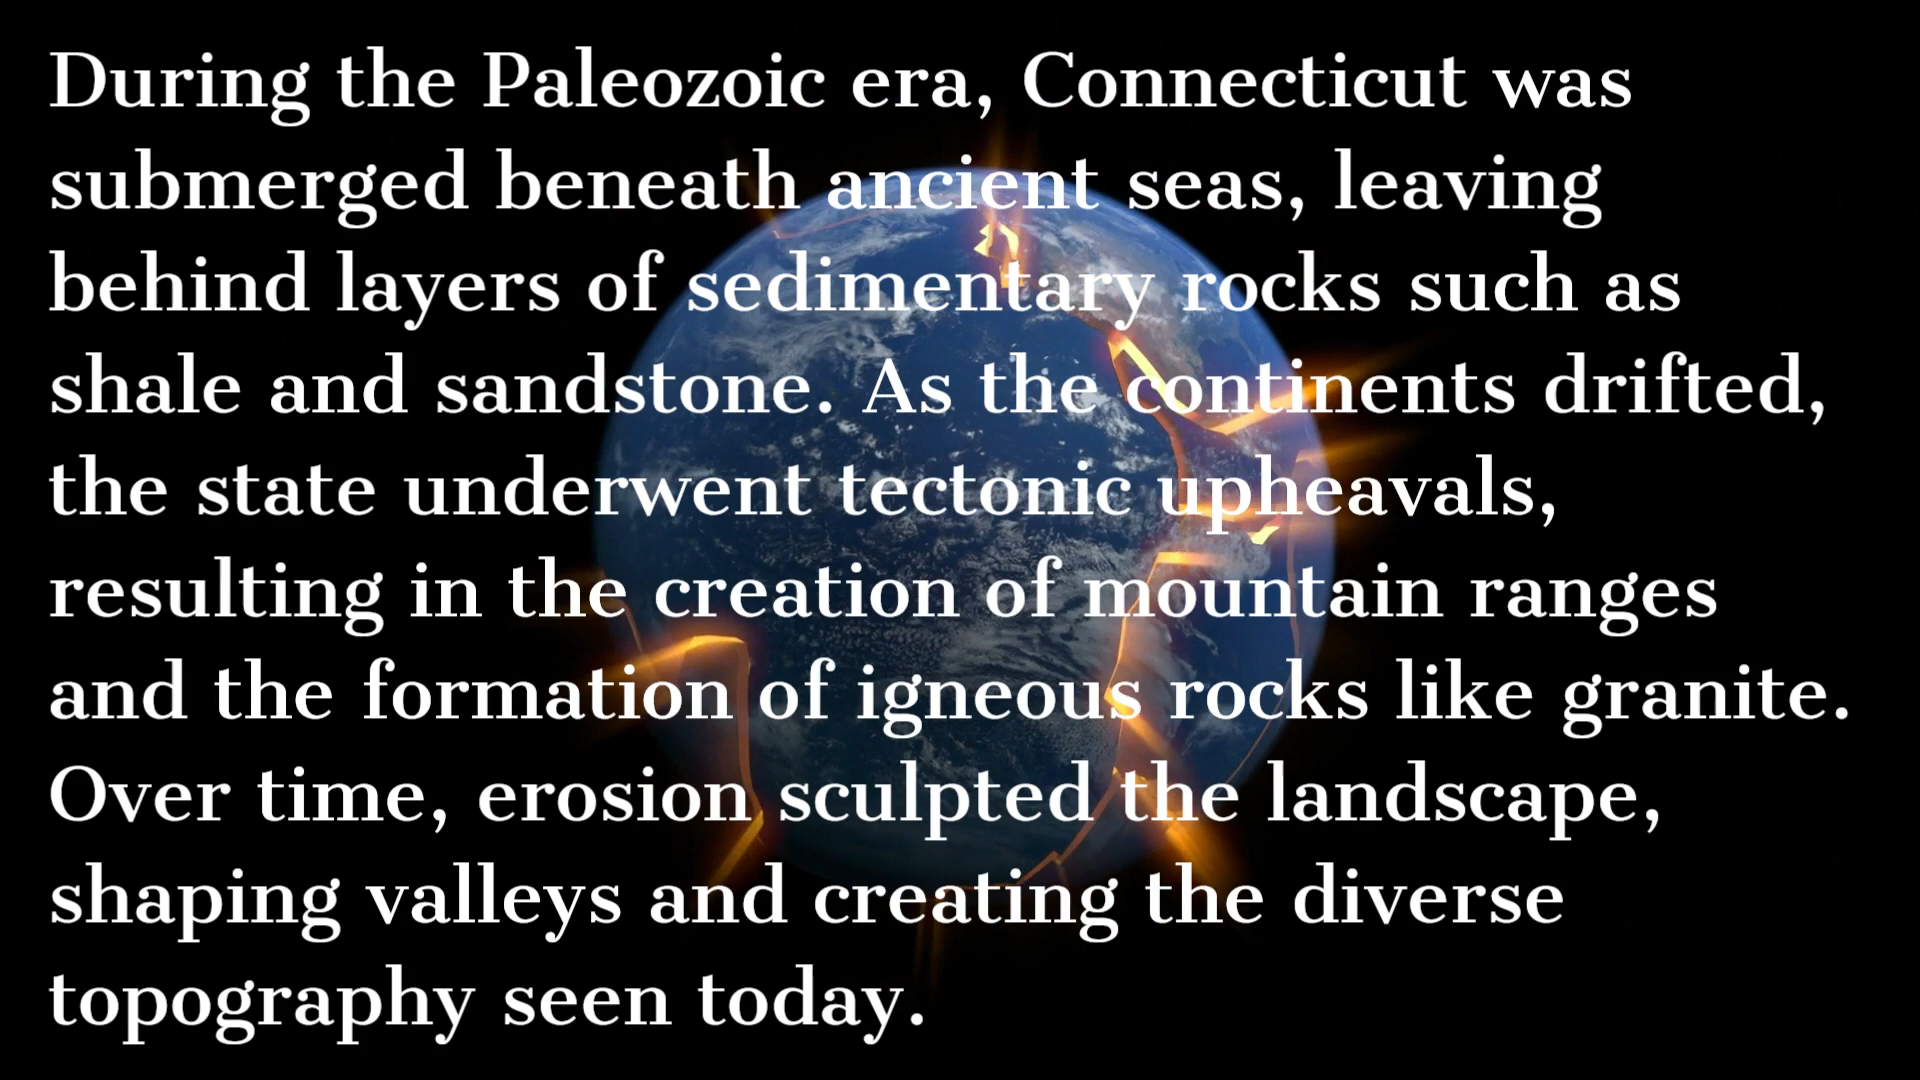 During the Paleozoic era, Connecticut was
submerged beneath ancient seas, leaving
behind layers of sedimentary rocks such as
shale and sandstone. As the continents drifted,
the state underwent tectonic upheavals,
resulting in the creation of mountain ranges
and the formation of igneous rocks like granite.
Over time, erosion sculpted the landscape,
shaping valleys and creating the diverse
topography seen today.